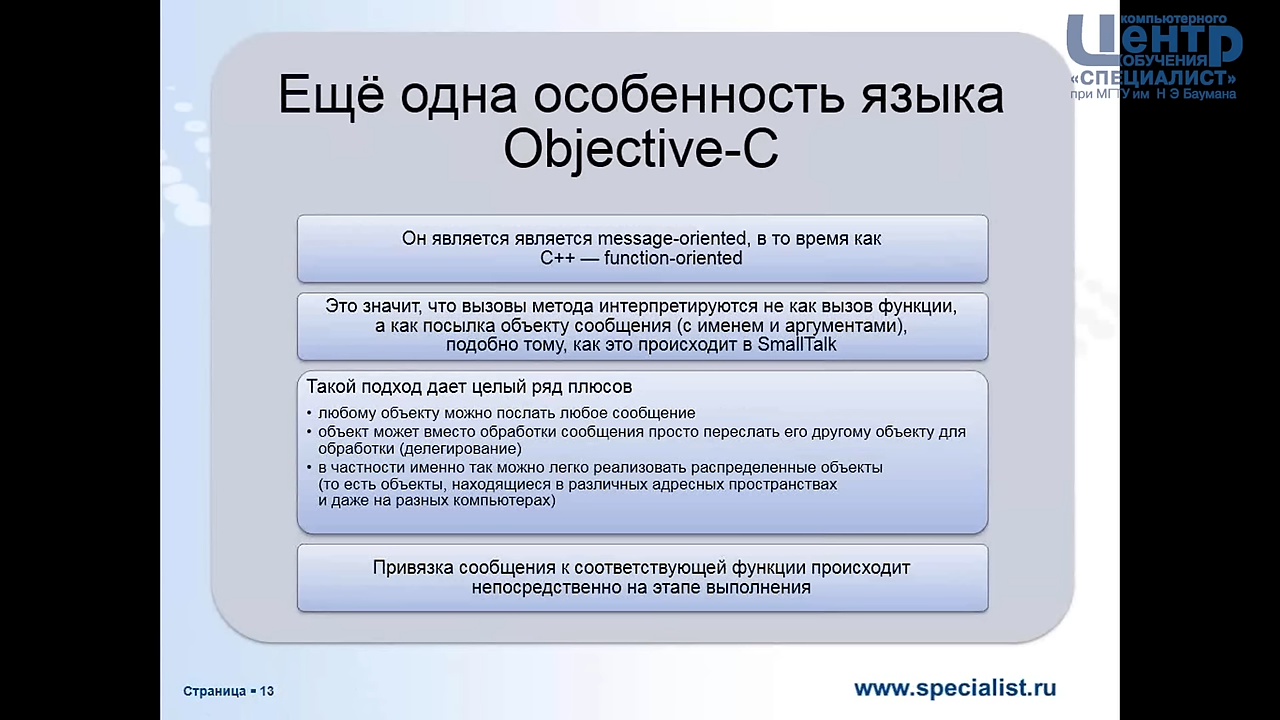 компьютерного
Центр
ОБУЧЕНИЯ
«СПЕЦИАЛИСТ»
при МГТУ им Н Э Баумана
Ещё одна особенность языка
Objective-C
Он является является message-oriented, в то время как
C++ — function-oriented
Это значит, что вызовы метода интерпретируются не как вызов функции,
а как посылка объекту сообщения (с именем и аргументами),
подобно тому, как это происходит в SmallTalk
Такой подход дает целый ряд плюсов
• любому объекту можно послать любое сообщение
• объект может вместо обработки сообщения просто переслать его другому объекту для
обработки (делегирование)
• в частности именно так можно легко реализовать распределенные объекты
(то есть объекты, находящиеся в различных адресных пространствах
и даже на разных компьютерах)
Привязка сообщения к соответствующей функции происходит
непосредственно на этапе выполнения
Страница ▪ 13
www.specialist.ru